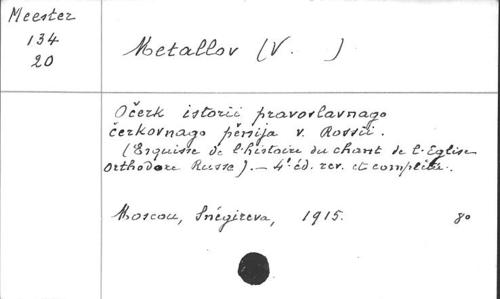 Meester
134
20
Metallov (V. )
Očerk istorii pravoslavnago
čerkovnago pěnija v. Rossii.
(Esquisse de l'histoire du chant de l'Eglise
Orthodoxe Russe). — 4e éd. rev. et complété.
Moscou, Snégireva, 1915. 8o